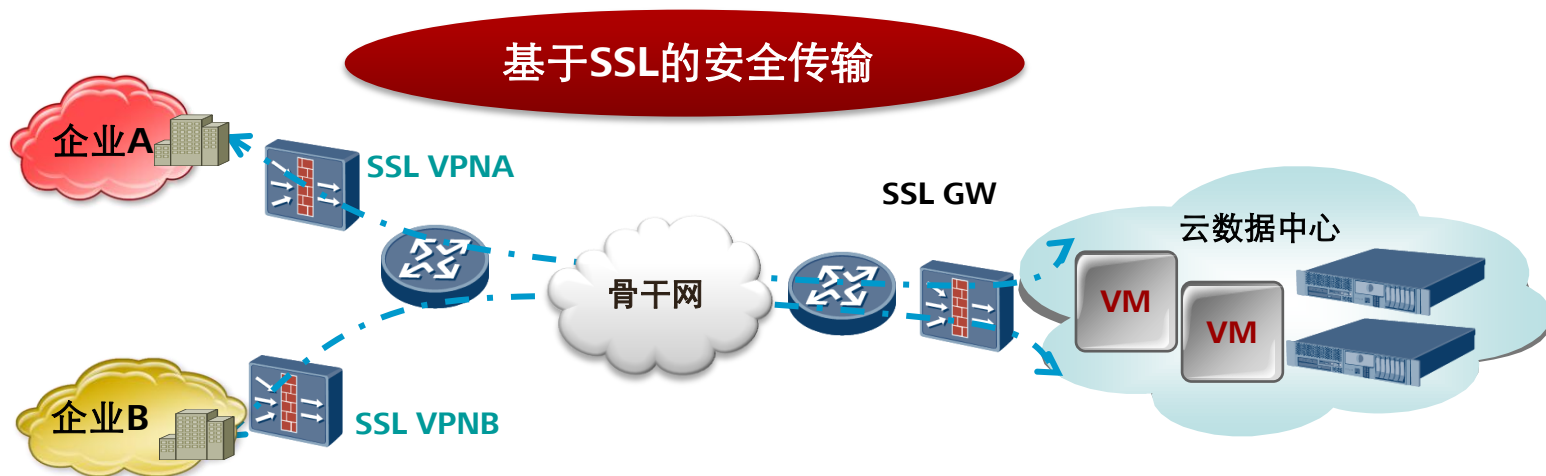 基于SSL的安全传输
企业A
SSL VPNA
SSL GW
云数据中心
骨干网
VM
VM
企业B
SSL VPNB